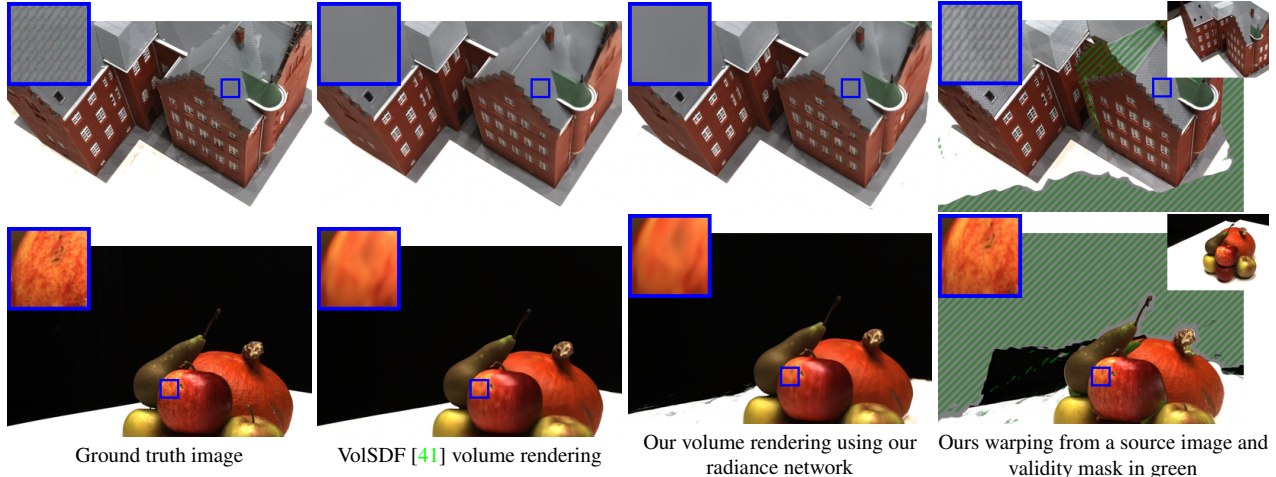 Ground truth image
VolSDF [41] volume rendering
Our volume rendering using our
radiance network
Ours warping from a source image and
validity mask in green